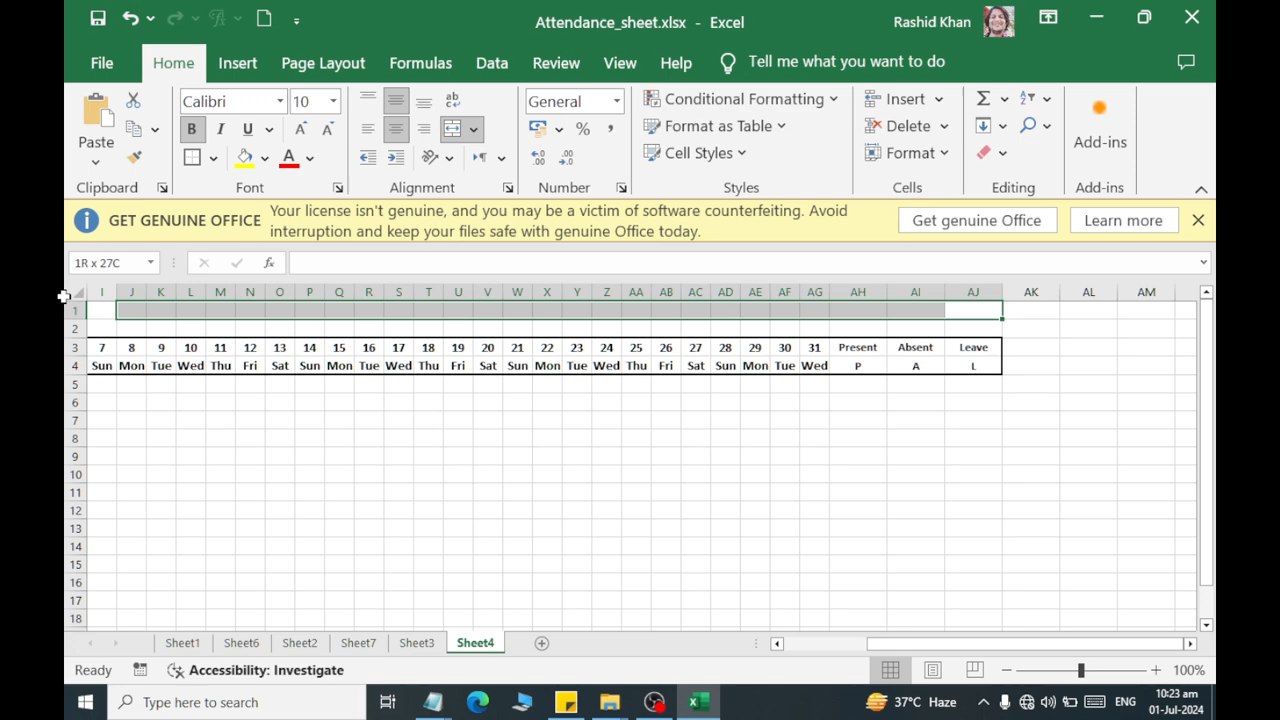 Attendance_sheet.xlsx - Excel
Rashid Khan
File Home Insert Page Layout Formulas Data Review View Help Tell me what you want to do
Calibri 10 General Conditional Formatting Insert
Paste B I U Format as Table Delete Add-ins
Cell Styles Format
Clipboard Font Alignment Number Styles Cells Editing Add-ins
GET GENUINE OFFICE Your license isn't genuine, and you may be a victim of software counterfeiting. Avoid
interruption and keep your files safe with genuine Office today.
Get genuine Office Learn more
1R x 27C fx
I J K L M N O P Q R S T U V W X Y Z AA AB AC AD AE AF AG AH AI AJ AK AL AM
1
2
3 7 8 9 10 11 12 13 14 15 16 17 18 19 20 21 22 23 24 25 26 27 28 29 30 31 Present Absent Leave
4 Sun Mon Tue Wed Thu Fri Sat Sun Mon Tue Wed Thu Fri Sat Sun Mon Tue Wed Thu Fri Sat Sun Mon Tue Wed P A L
5
6
7
8
9
10
11
12
13
14
15
16
17
18
Sheet1 Sheet6 Sheet2 Sheet7 Sheet3 Sheet4
Ready Accessibility: Investigate 100%
Type here to search 37°C Haze ENG
10:23 am
01-Jul-2024